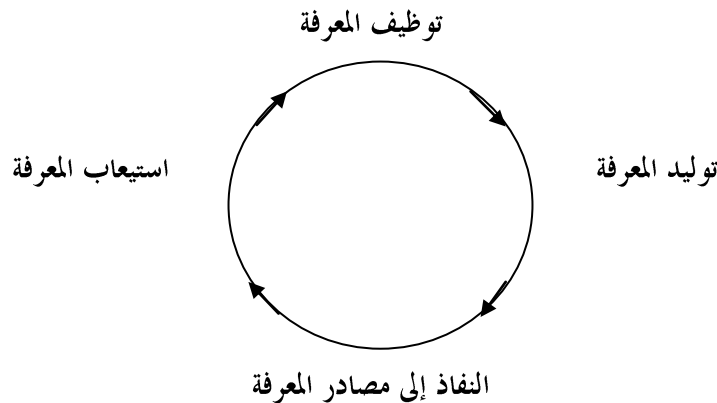 توظيف المعرفة
توليد المعرفة
استيعاب المعرفة
النفاذ إلى مصادر المعرفة